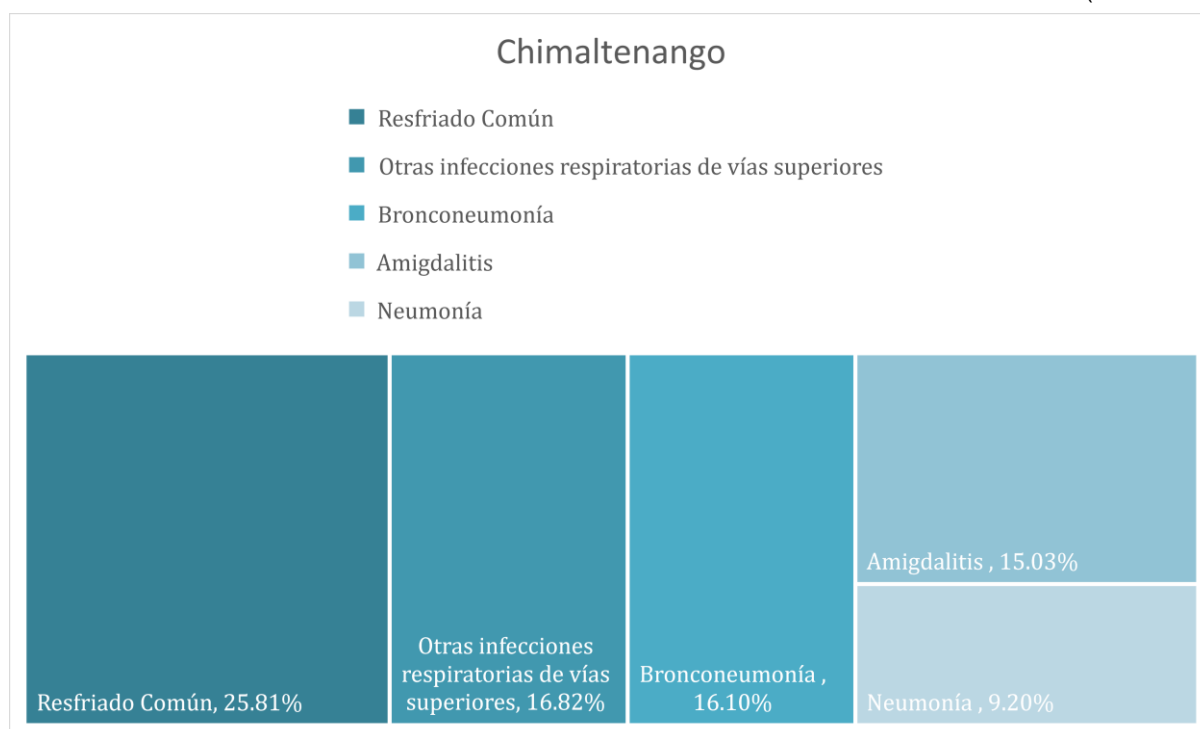 (
Chimaltenango
Resfriado Común
Otras infecciones respiratorias de vías superiores
Bronconeumonía
Amigdalitis
Neumonía
Resfriado Común, 25.81%
Otras infecciones
respiratorias de vías
superiores, 16.82%
Bronconeumonía ,
16.10%
Amigdalitis , 15.03%
Neumonía , 9.20%